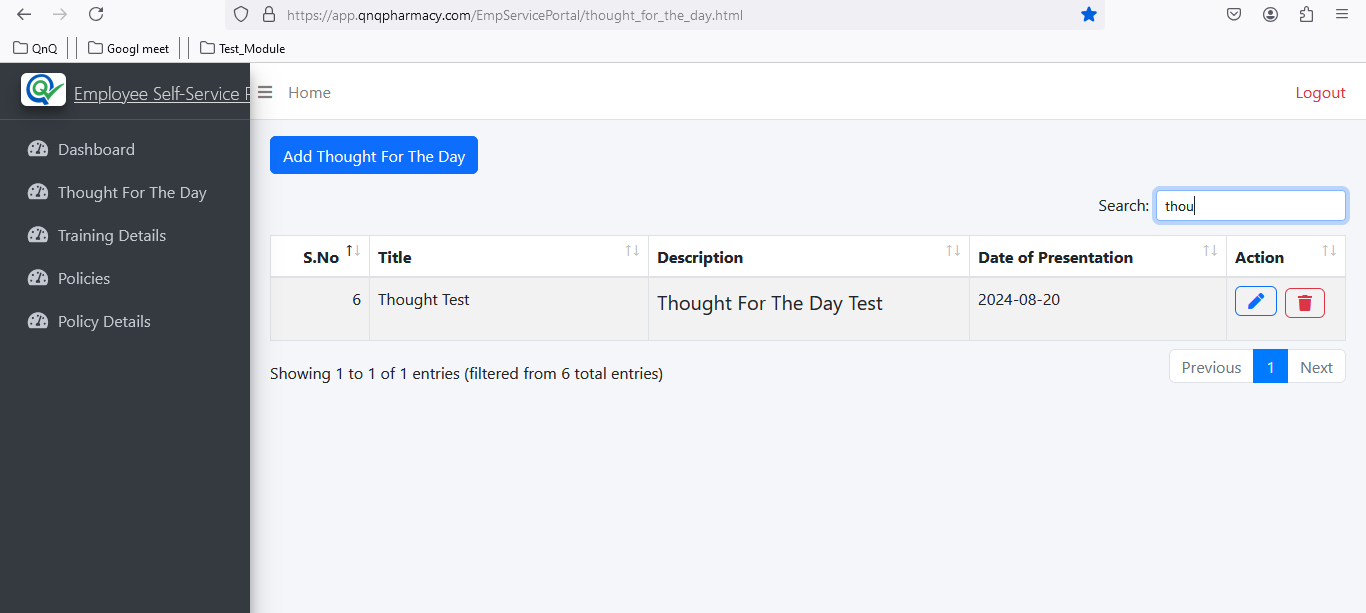 https://app.qnqpharmacy.com/EmpServicePortal/thought_for_the_day.html
QnQ Googl meet Test_Module
Employee Self-Service P
Home
Logout
Dashboard
Thought For The Day
Training Details
Policies
Policy Details
Add Thought For The Day
Search: thou
S.No Title Description Date of Presentation Action
6 Thought Test Thought For The Day Test 2024-08-20
Showing 1 to 1 of 1 entries (filtered from 6 total entries)
Previous 1 Next